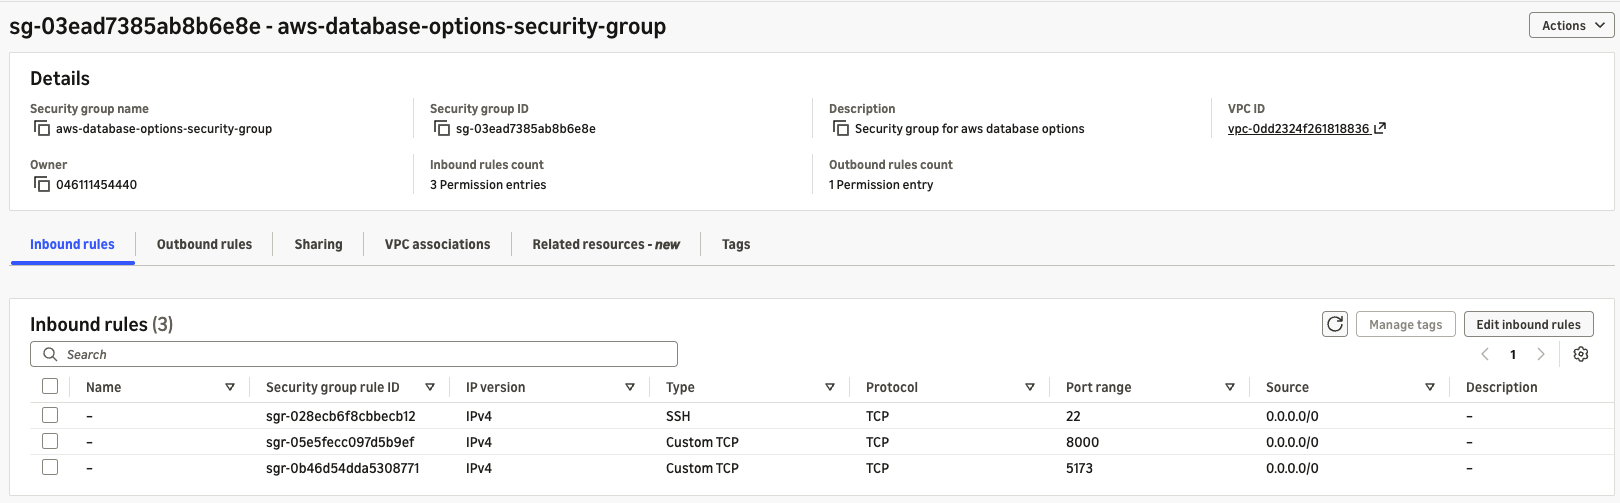 sg-03ead7385ab8b6e8e - aws-database-options-security-group
Actions
Details
Security group name
aws-database-options-security-group
Security group ID
sg-03ead7385ab8b6e8e
Description
Security group for aws database options
VPC ID
vpc-0dd2324f261818836
Owner
046111454440
Inbound rules count
3 Permission entries
Outbound rules count
1 Permission entry
Inbound rules Outbound rules Sharing VPC associations Related resources - new Tags
Inbound rules (3)
Manage tags
Edit inbound rules
Search
1
Name Security group rule ID IP version Type Protocol Port range Source Description
– sgr-028ecb6f8cbbecb12 IPv4 SSH TCP 22 0.0.0.0/0 –
– sgr-05e5fecc097d5b9ef IPv4 Custom TCP TCP 8000 0.0.0.0/0 –
– sgr-0b46d54dda5308771 IPv4 Custom TCP TCP 5173 0.0.0.0/0 –